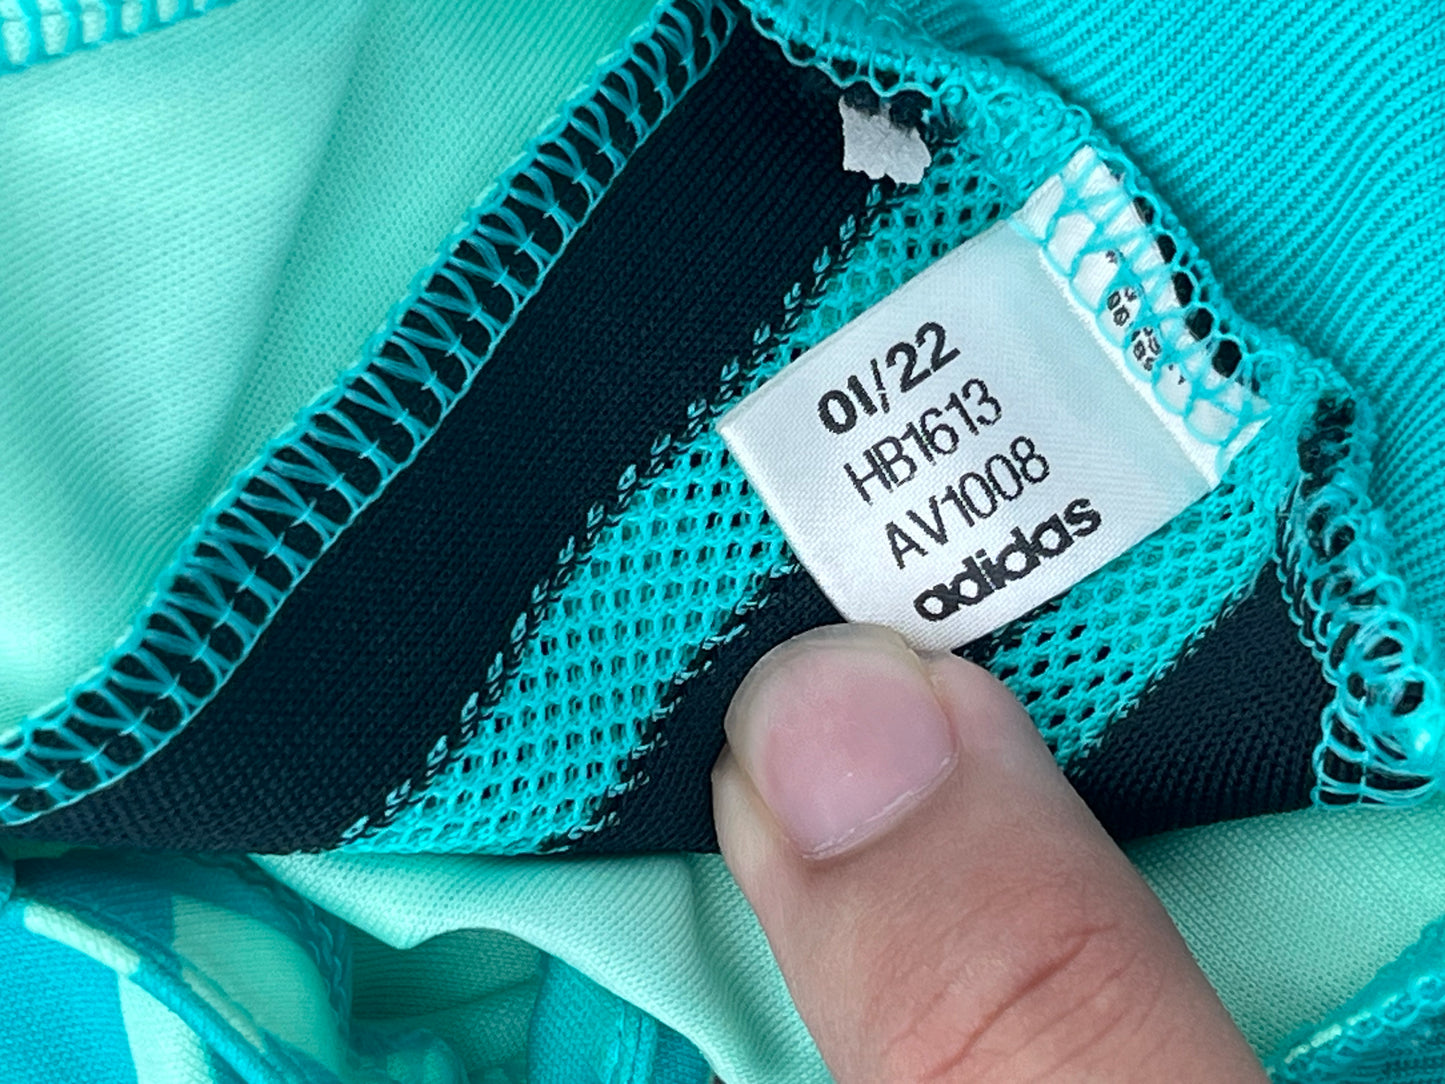 01/22
HB1613
AV1008
adidas